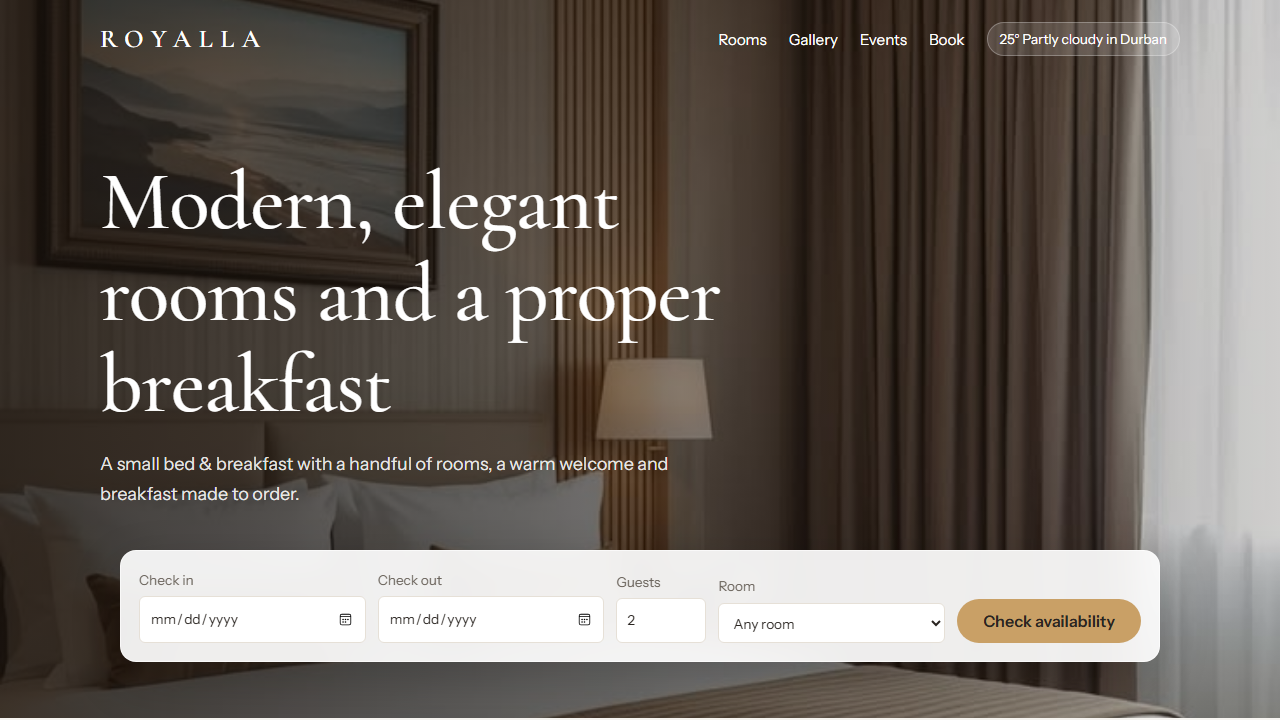 ROYALLA
Rooms Gallery Events Book 25° Partly cloudy in Durban
Modern, elegant
rooms and a proper
breakfast
A small bed & breakfast with a handful of rooms, a warm welcome and
breakfast made to order.
Check in Check out Guests Room
mm/dd/yyyy mm/dd/yyyy 2 Any room Check availability